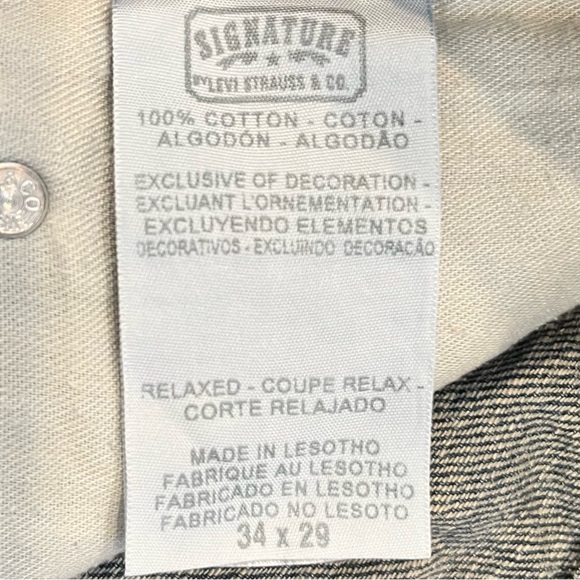 SIGNATURE
BY LEVI STRAUSS & CO.
100% COTTON - COTON -
ALGODÓN - ALGODÃO
EXCLUSIVE OF DECORATION -
EXCLUANT L'ORNEMENTATION -
EXCLUYENDO ELEMENTOS
DECORATIVOS - EXCLUINDO DECORAÇÃO
RELAXED - COUPE RELAX -
CORTE RELAJADO
MADE IN LESOTHO
FABRIQUE AU LESOTHO
FABRICADO EN LESOTHO
FABRICADO NO LESOTO
34 x 29
CO